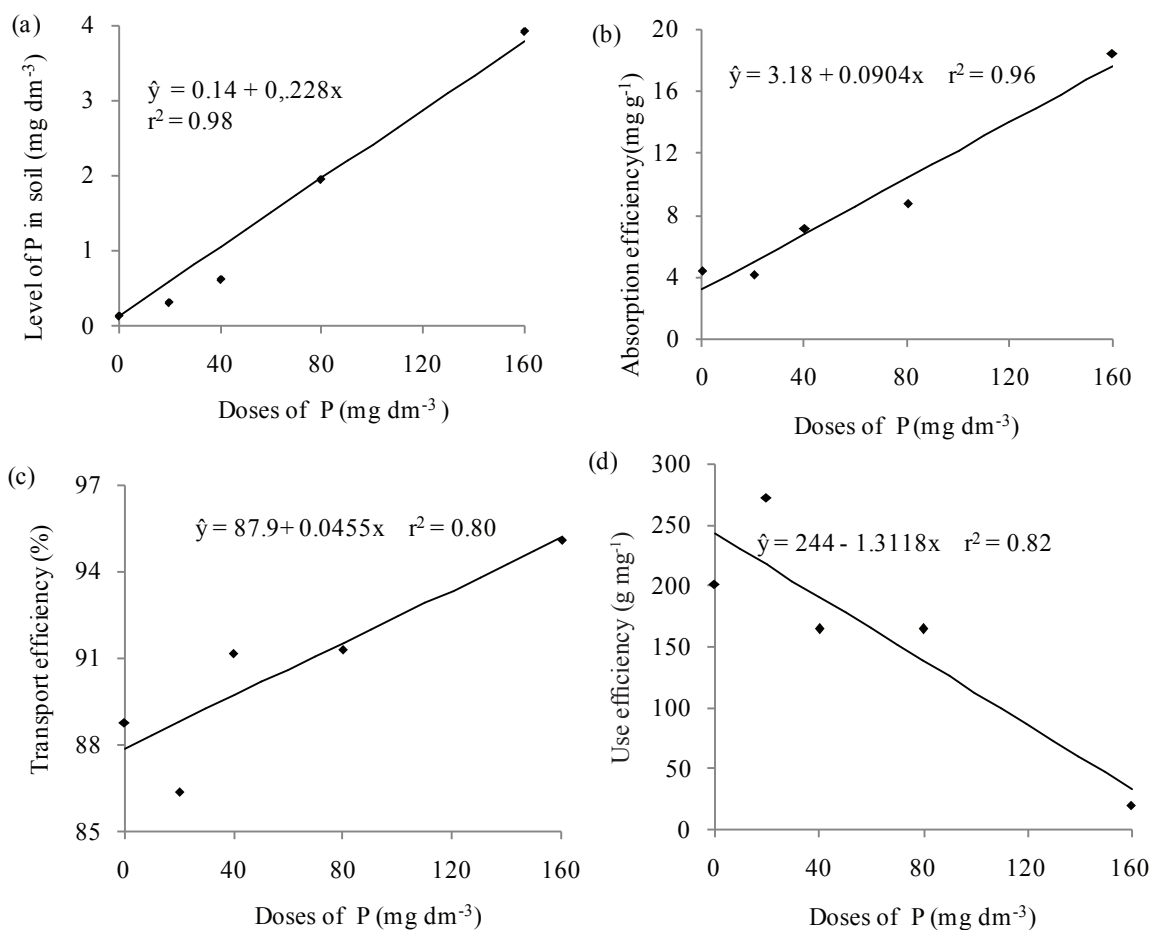 (a)
Level of P in soil (mg dm-3)
4
3
2
1
0
ŷ = 0.14 + 0,.228x
r2 = 0.98
0 40 80 120 160
Doses of P (mg dm-3)
(b)
Absorption efficiency(mg g-1)
20
16
12
8
4
0
ŷ = 3.18 + 0.0904x r2 = 0.96
0 40 80 120 160
Doses of P (mg dm-3)
(c)
Transport efficiency (%)
97
94
91
88
85
ŷ = 87.9+ 0.0455x r2 = 0.80
0 40 80 120 160
Doses of P (mg dm-3)
(d)
Use efficiency (g mg-1)
300
250
200
150
100
50
0
ŷ = 244 - 1.3118x r2 = 0.82
0 40 80 120 160
Doses of P (mg dm-3)